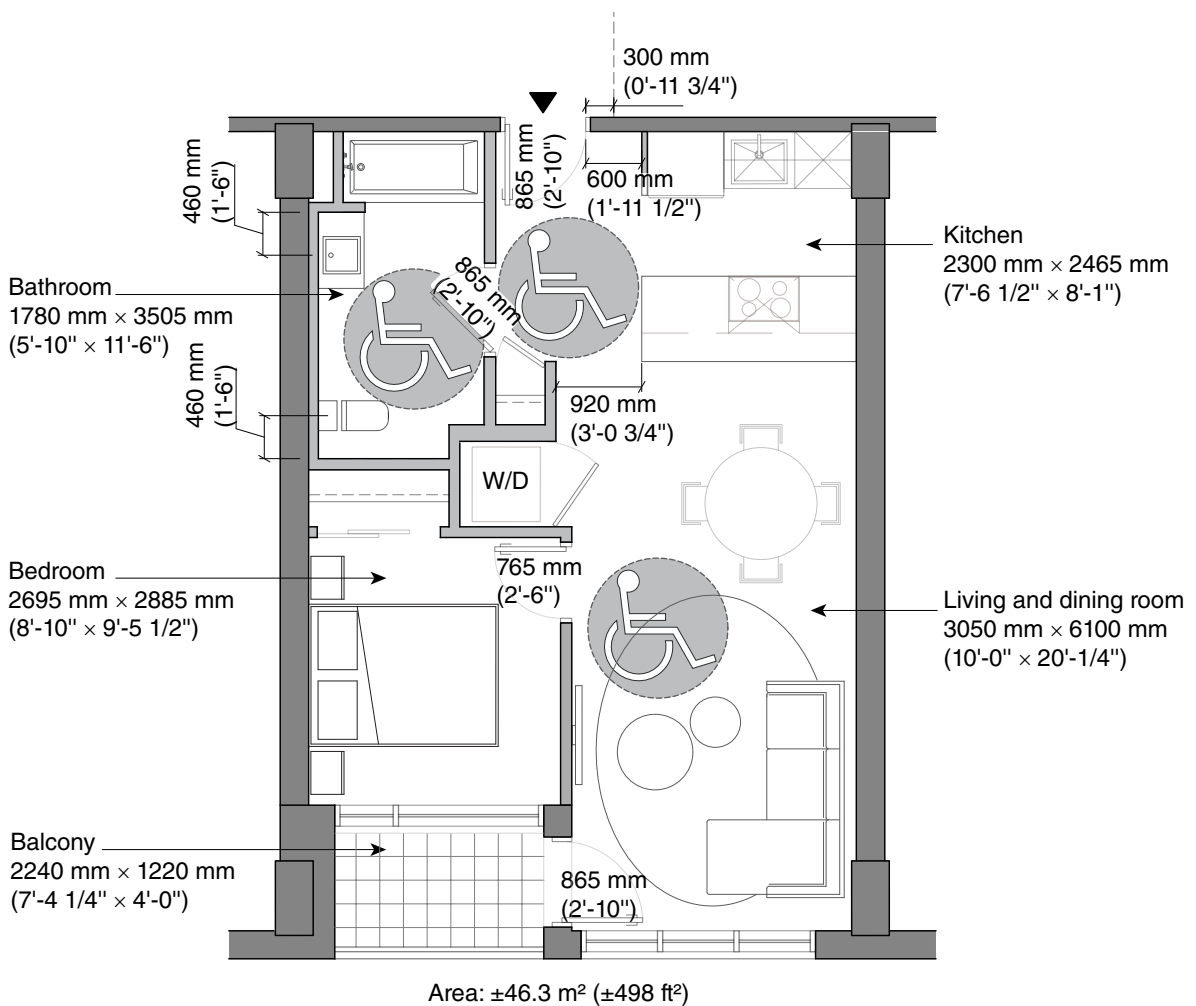 300 mm
(0'-11 3/4")
865 mm
(2'-10")
600 mm
(1'-11 1/2")
460 mm
(1'-6")
Kitchen
2300 mm × 2465 mm
(7'-6 1/2" × 8'-1")
865 mm
(2'-10")
Bathroom
1780 mm × 3505 mm
(5'-10" × 11'-6")
460 mm
(1'-6")
920 mm
(3'-0 3/4")
W/D
765 mm
(2'-6")
Bedroom
2695 mm × 2885 mm
(8'-10" × 9'-5 1/2")
Living and dining room
3050 mm × 6100 mm
(10'-0" × 20'-1/4")
Balcony
2240 mm × 1220 mm
(7'-4 1/4" × 4'-0")
865 mm
(2'-10")
Area: ±46.3 m² (±498 ft²)